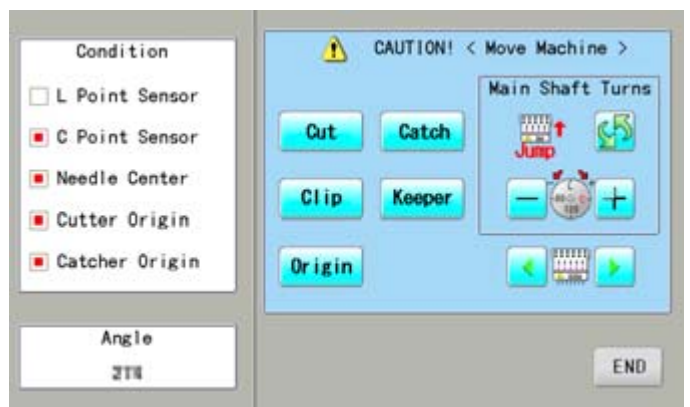 Condition
L Point Sensor
C Point Sensor
Needle Center
Cutter Origin
Catcher Origin
Angle
CAUTION! < Move Machine >
Main Shaft Turns
Cut
Catch
Jump
Clip
Keeper
Origin
END